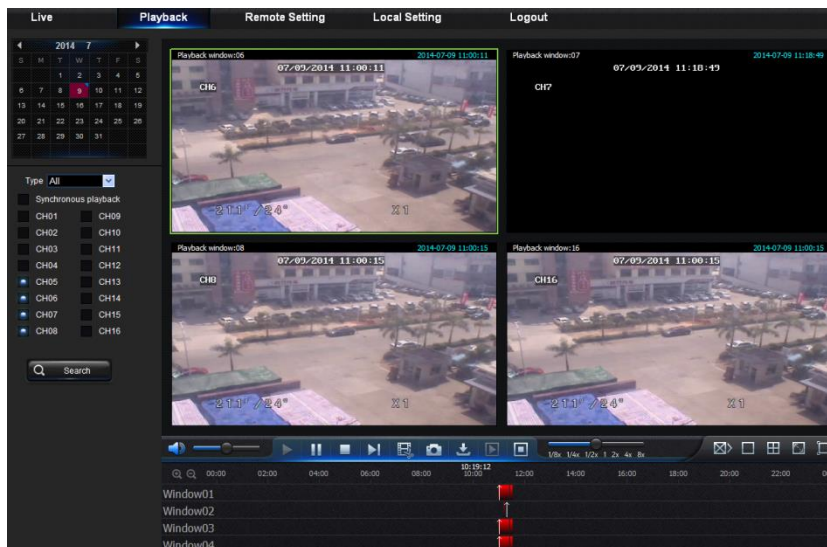 Live Playback Remote Setting Local Setting Logout
2014 7
S M T W T F S
1 2 3 4 5
6 7 8 9 10 11 12
13 14 15 16 17 18 19
20 21 22 23 24 25 26
27 28 29 30 31
Type All
Synchronous playback
CH01 CH09
CH02 CH10
CH03 CH11
CH04 CH12
CH05 CH13
CH06 CH14
CH07 CH15
CH08 CH16
Search
Playback window:06 2014-07-09 11:00:11
07/09/2014 11:00:11
CH6
-211°/24° X1
Playback window:07 2014-07-09 11:18:49
07/09/2014 11:18:49
CH7
Playback window:08 2014-07-09 11:00:15
07/09/2014 11:00:15
CH8
-211°/24° X1
Playback window:16 2014-07-09 11:00:15
07/09/2014 11:00:15
CH16
-211°/24° X1
1/8x 1/4x 1/2x 1 2x 4x 8x
10:19:12
00:00 02:00 04:00 06:00 08:00 10:00 12:00 14:00 16:00 18:00 20:00 22:00
Window01
Window02
Window03
Window04